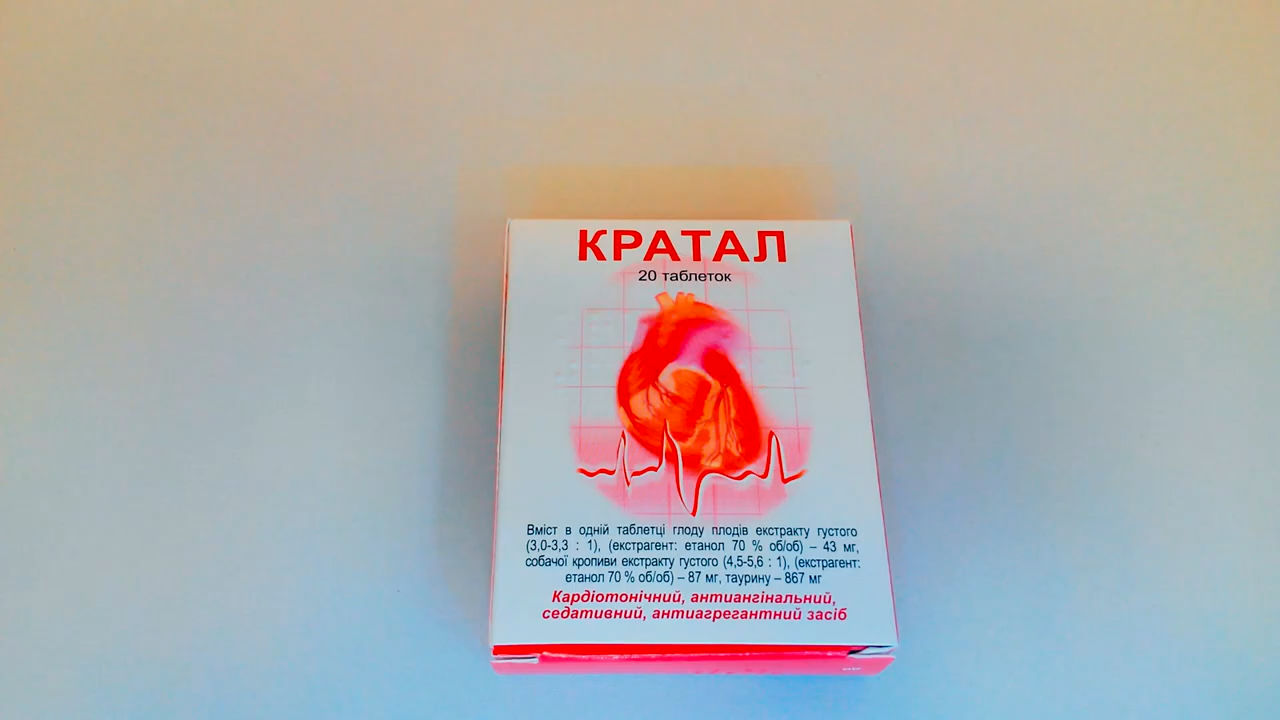 КРАТАЛ
20 таблеток
Вміст в одній таблетці глоду плодів екстракту густого
(3,0-3,3 : 1), (екстрагент: етанол 70 % об/об) – 43 мг,
собачої кропиви екстракту густого (4,5-5,6 : 1), (екстрагент:
етанол 70 % об/об) – 87 мг, таурину – 867 мг
Кардіотонічний, антиангінальний,
седативний, антиагрегантний засіб